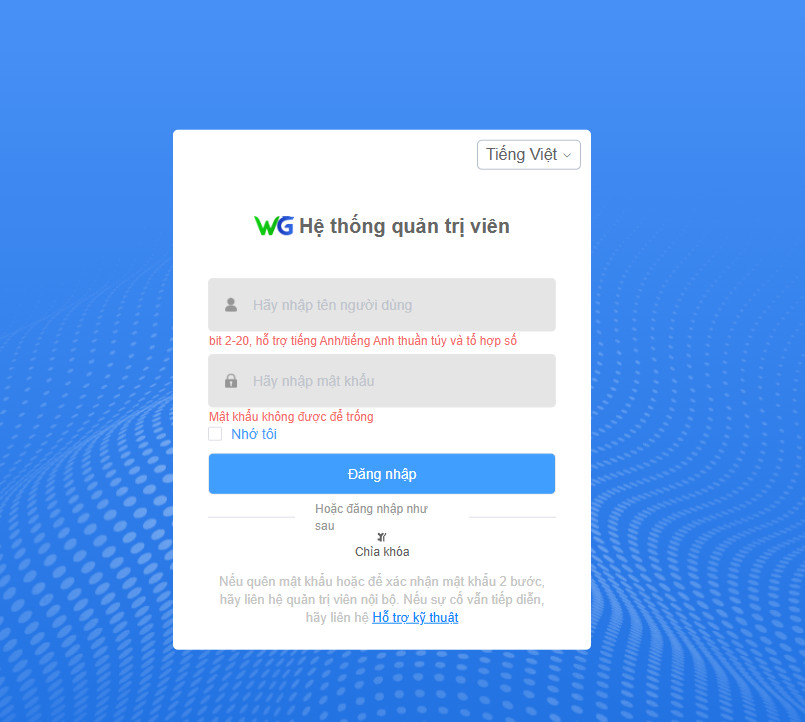 Tiếng Việt
WG Hệ thống quản trị viên
Hãy nhập tên người dùng
bit 2-20, hỗ trợ tiếng Anh/tiếng Anh thuần túy và tổ hợp số
Hãy nhập mật khẩu
Mật khẩu không được để trống
Nhớ tôi
Đăng nhập
Hoặc đăng nhập như
sau
Chìa khóa
Nếu quên mật khẩu hoặc để xác nhận mật khẩu 2 bước,
hãy liên hệ quản trị viên nội bộ. Nếu sự cố vẫn tiếp diễn,
hãy liên hệ Hỗ trợ kỹ thuật